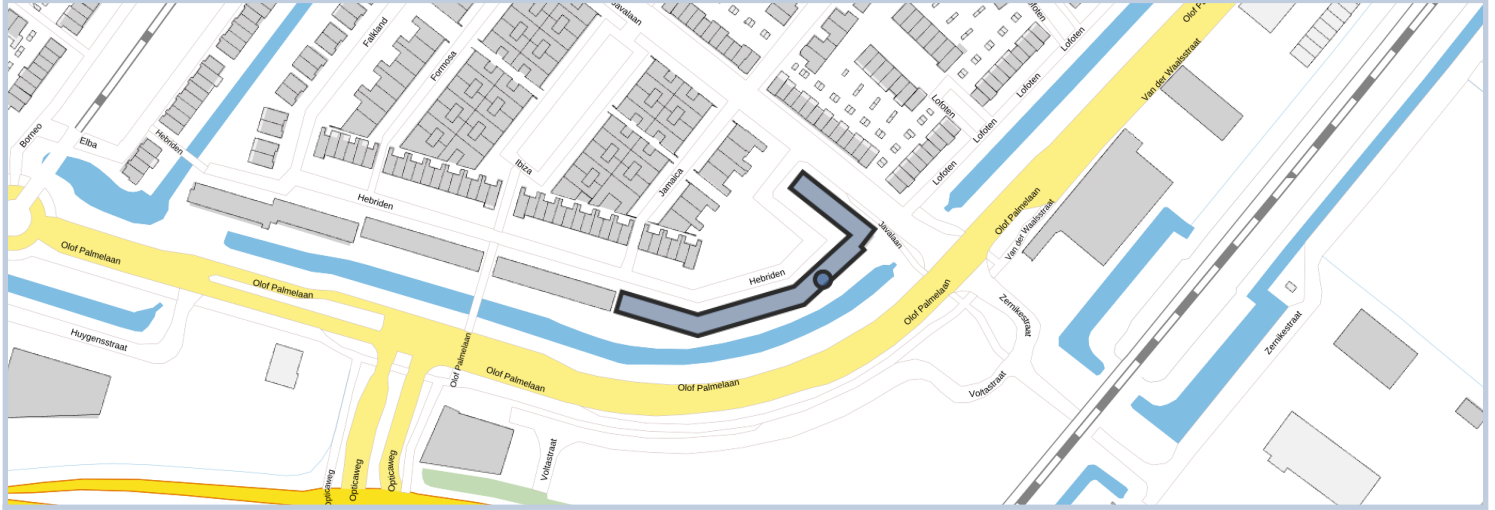 Javalaan
Olof P
Falkland
Formosa
Lofoten
Lofoten
Van der Waalsstraat
Lofoten
Lofoten
Lofoten
Borneo
Elba
Hebriden
Ibiza
Jamaica
Lofoten
Hebriden
Olof Palmelaan
Javalaan
Van der Waalsstraat
Olof Palmelaan
Hebriden
Olof Palmelaan
Olof Palmelaan
Zernikestraat
Zernikestraat
Huygensstraat
Olof Palmelaan
Olof Palmelaan
Olof Palmelaan
Voltastraat
Voltastraat
Opticaweg
Opticaweg
Opticaweg